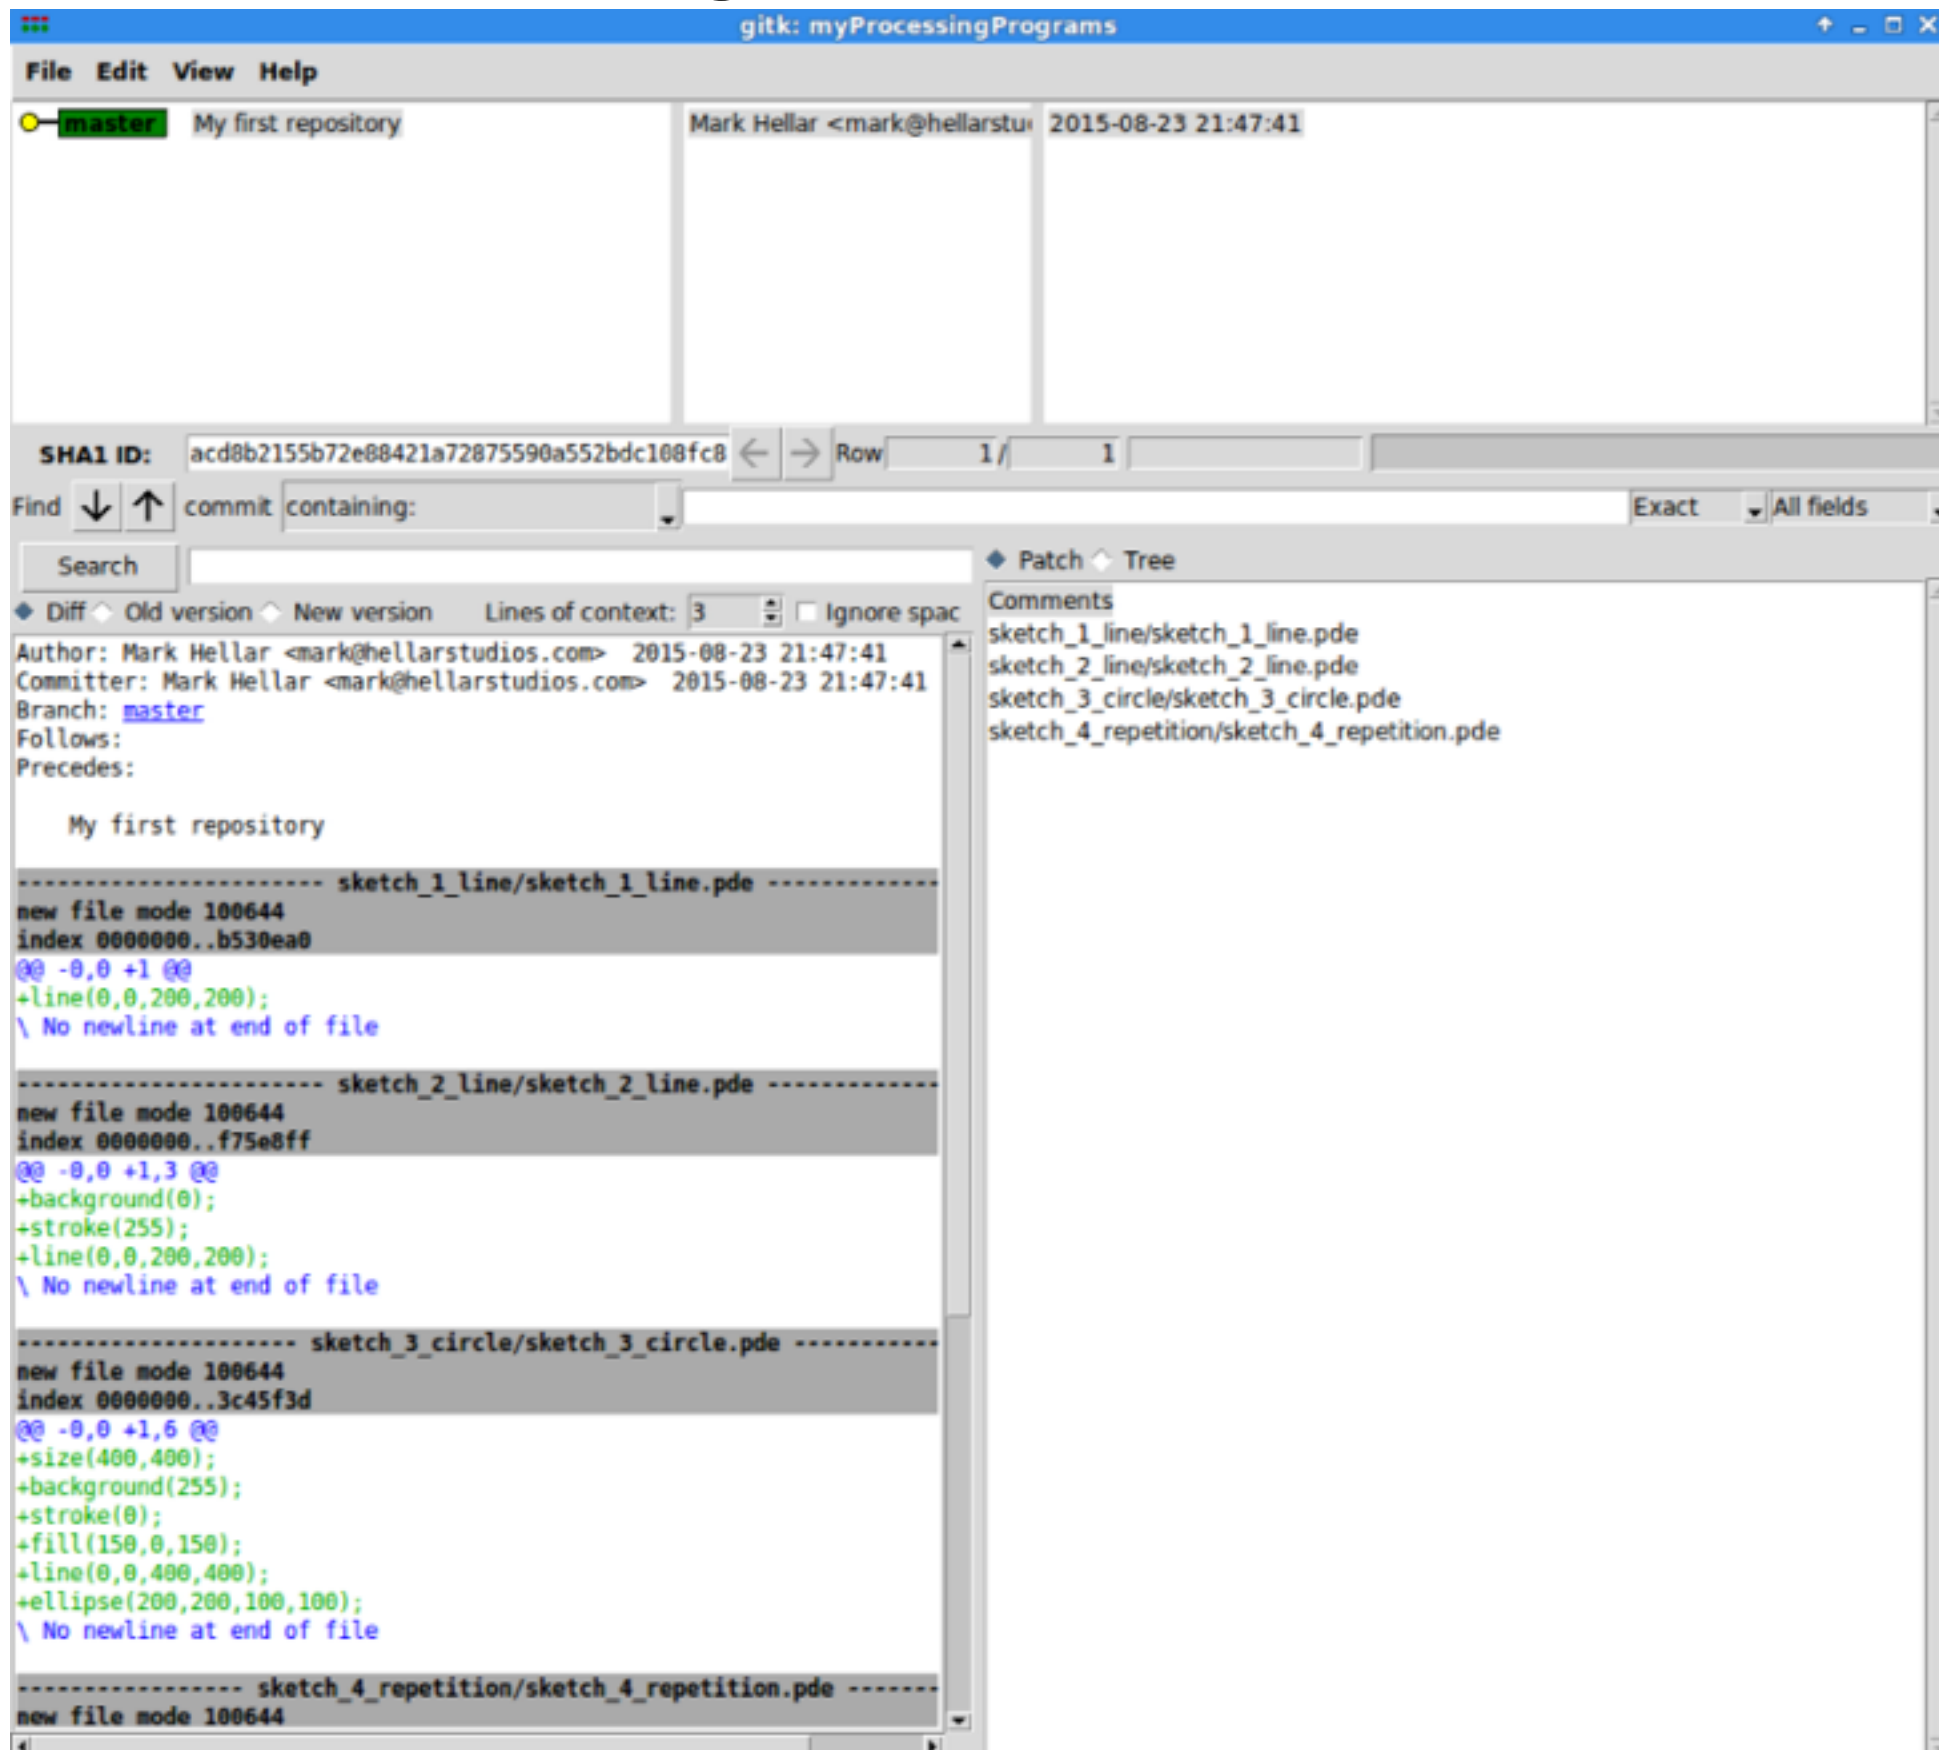 gitk: myProcessingPrograms
File Edit View Help
master My first repository Mark Hellar <mark@hellarstu 2015-08-23 21:47:41
SHA1 ID: acd8b2155b72e88421a72875590a552bdc108fc8 Row 1/ 1
Find commit containing: Exact All fields
Search
Patch Tree
Diff Old version New version Lines of context: 3 Ignore spac
Comments
sketch_1_line/sketch_1_line.pde
sketch_2_line/sketch_2_line.pde
sketch_3_circle/sketch_3_circle.pde
sketch_4_repetition/sketch_4_repetition.pde
Author: Mark Hellar <mark@hellarstudios.com> 2015-08-23 21:47:41
Committer: Mark Hellar <mark@hellarstudios.com> 2015-08-23 21:47:41
Branch: master
Follows:
Precedes:
My first repository
----------------------- sketch_1_line/sketch_1_line.pde -------------
new file mode 100644
index 0000000..b530ea0
@@ -0,0 +1 @@
+line(0,0,200,200);
\ No newline at end of file
----------------------- sketch_2_line/sketch_2_line.pde -------------
new file mode 100644
index 0000000..f75e8ff
@@ -0,0 +1,3 @@
+background(0);
+stroke(255);
+line(0,0,200,200);
\ No newline at end of file
--------------------- sketch_3_circle/sketch_3_circle.pde -----------
new file mode 100644
index 0000000..3c45f3d
@@ -0,0 +1,6 @@
+size(400,400);
+background(255);
+stroke(0);
+fill(150,0,150);
+line(0,0,400,400);
+ellipse(200,200,100,100);
\ No newline at end of file
----------------- sketch_4_repetition/sketch_4_repetition.pde -------
new file mode 100644